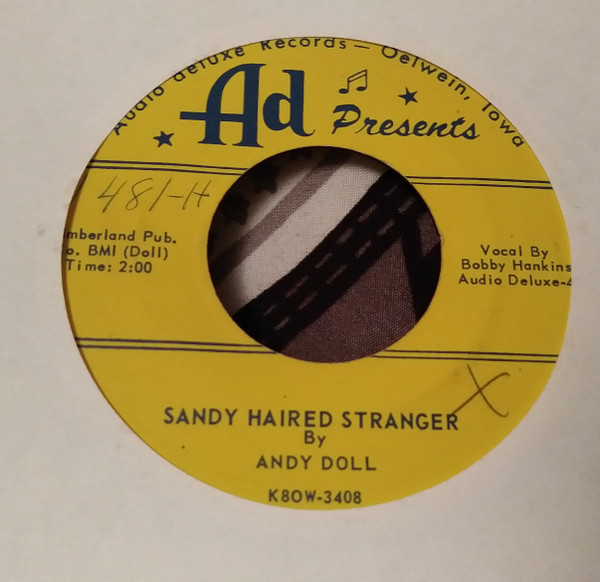 Audio deluxe Records — Oelwein, Iowa
Ad Presents
481-H
imberland Pub.
o. BMI (Doll)
Time: 2:00
Vocal By
Bobby Hankins
Audio Deluxe-4
X
SANDY HAIRED STRANGER
By
ANDY DOLL
K8OW-3408